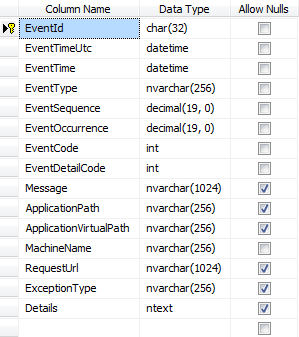 Column Name Data Type Allow Nulls
EventId char(32)
EventTimeUtc datetime
EventTime datetime
EventType nvarchar(256)
EventSequence decimal(19, 0)
EventOccurrence decimal(19, 0)
EventCode int
EventDetailCode int
Message nvarchar(1024)
ApplicationPath nvarchar(256)
ApplicationVirtualPath nvarchar(256)
MachineName nvarchar(256)
RequestUrl nvarchar(1024)
ExceptionType nvarchar(256)
Details ntext